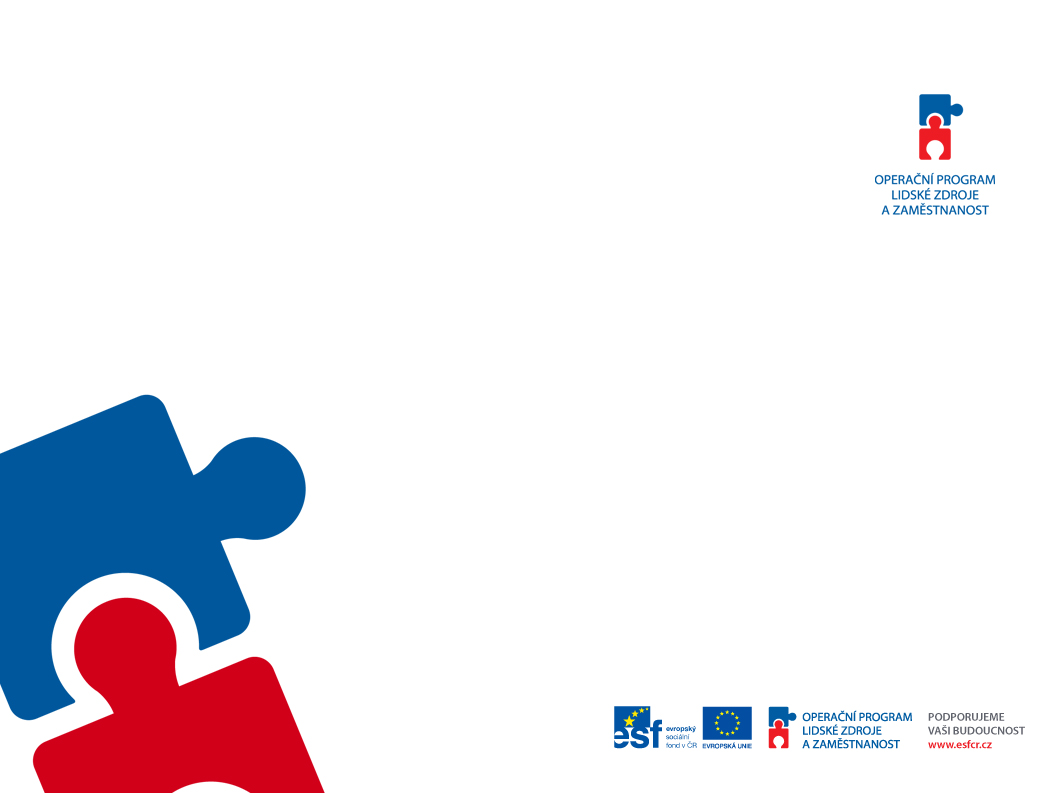 OPERAČNÍ PROGRAM
LIDSKÉ ZDROJE
A ZAMĚSTNANOST
esf
evropský
sociální
fond v ČR
EVROPSKÁ UNIE
OPERAČNÍ PROGRAM
LIDSKÉ ZDROJE
A ZAMĚSTNANOST
PODPORUJEME
VAŠI BUDOUCNOST
www.esfcr.cz